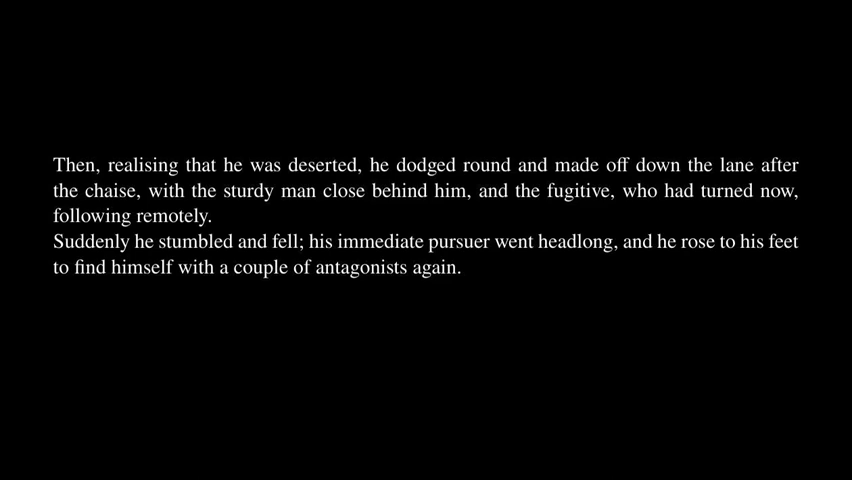 Then, realising that he was deserted, he dodged round and made off down the lane after
the chaise, with the sturdy man close behind him, and the fugitive, who had turned now,
following remotely.
Suddenly he stumbled and fell; his immediate pursuer went headlong, and he rose to his feet
to find himself with a couple of antagonists again.